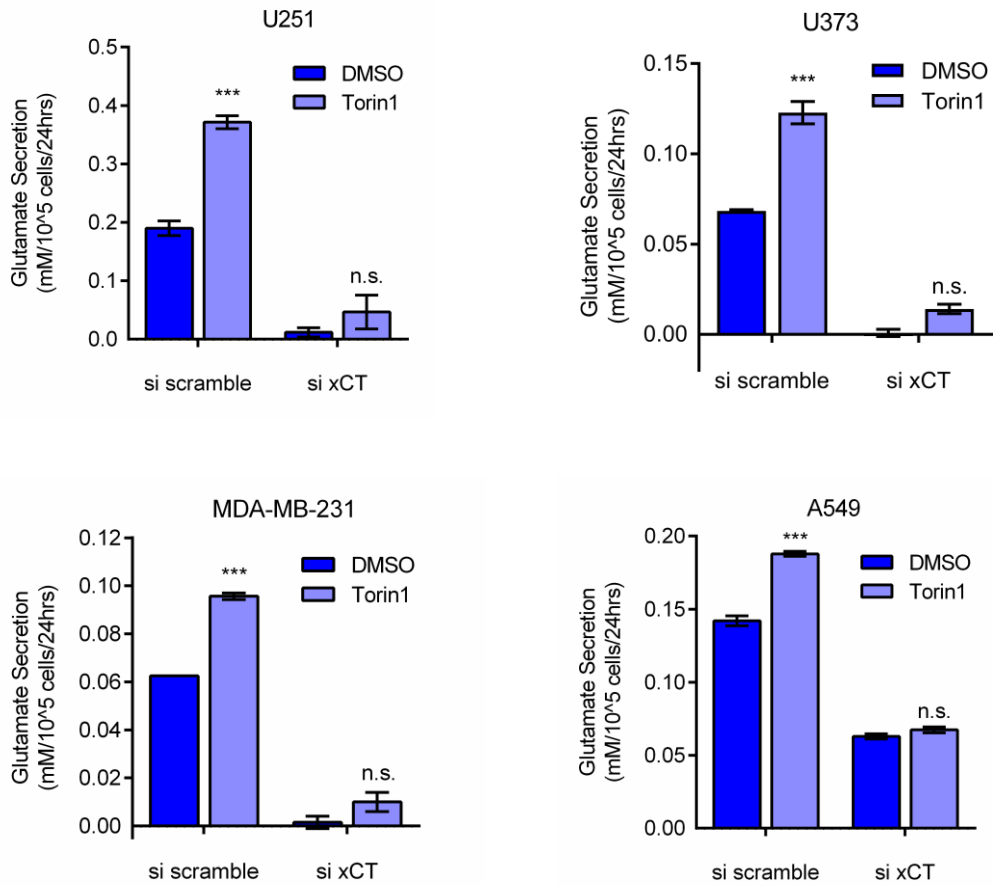 U251
Glutamate Secretion
(mM/10^5 cells/24hrs)
0.5
0.4
0.3
0.2
0.1
0.0
DMSO
Torin1
***
n.s.
si scramble
si xCT
U373
Glutamate Secretion
(mM/10^5 cells/24hrs)
0.15
0.10
0.05
0.00
DMSO
Torin1
***
n.s.
si scramble
si xCT
MDA-MB-231
Glutamate Secretion
(mM/10^5 cells/24hrs)
0.12
0.10
0.08
0.06
0.04
0.02
0.00
DMSO
Torin1
***
n.s.
si scramble
si xCT
A549
Glutamate Secretion
(mM/10^5 cells/24hrs)
0.20
0.15
0.10
0.05
0.00
DMSO
Torin1
***
n.s.
si scramble
si xCT